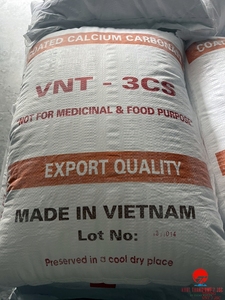 COATED CALCIUM CARBONA
VNT - 3CS
"NOT FOR MEDICINAL & FOOD PURPOSE"
EXPORT QUALITY
MADE IN VIETNAM
Lot No:
Preserved in a cool dry place